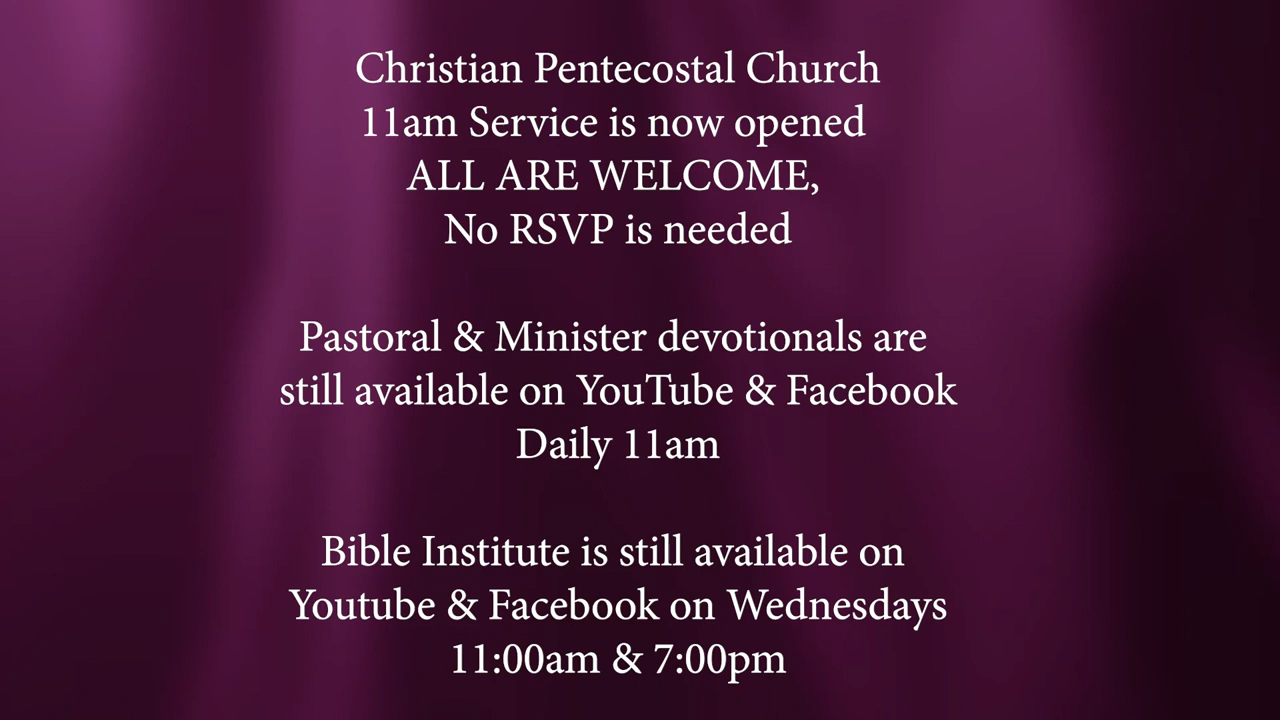 Christian Pentecostal Church
11am Service is now opened
ALL ARE WELCOME,
No RSVP is needed
Pastoral & Minister devotionals are
still available on YouTube & Facebook
Daily 11am
Bible Institute is still available on
Youtube & Facebook on Wednesdays
11:00am & 7:00pm